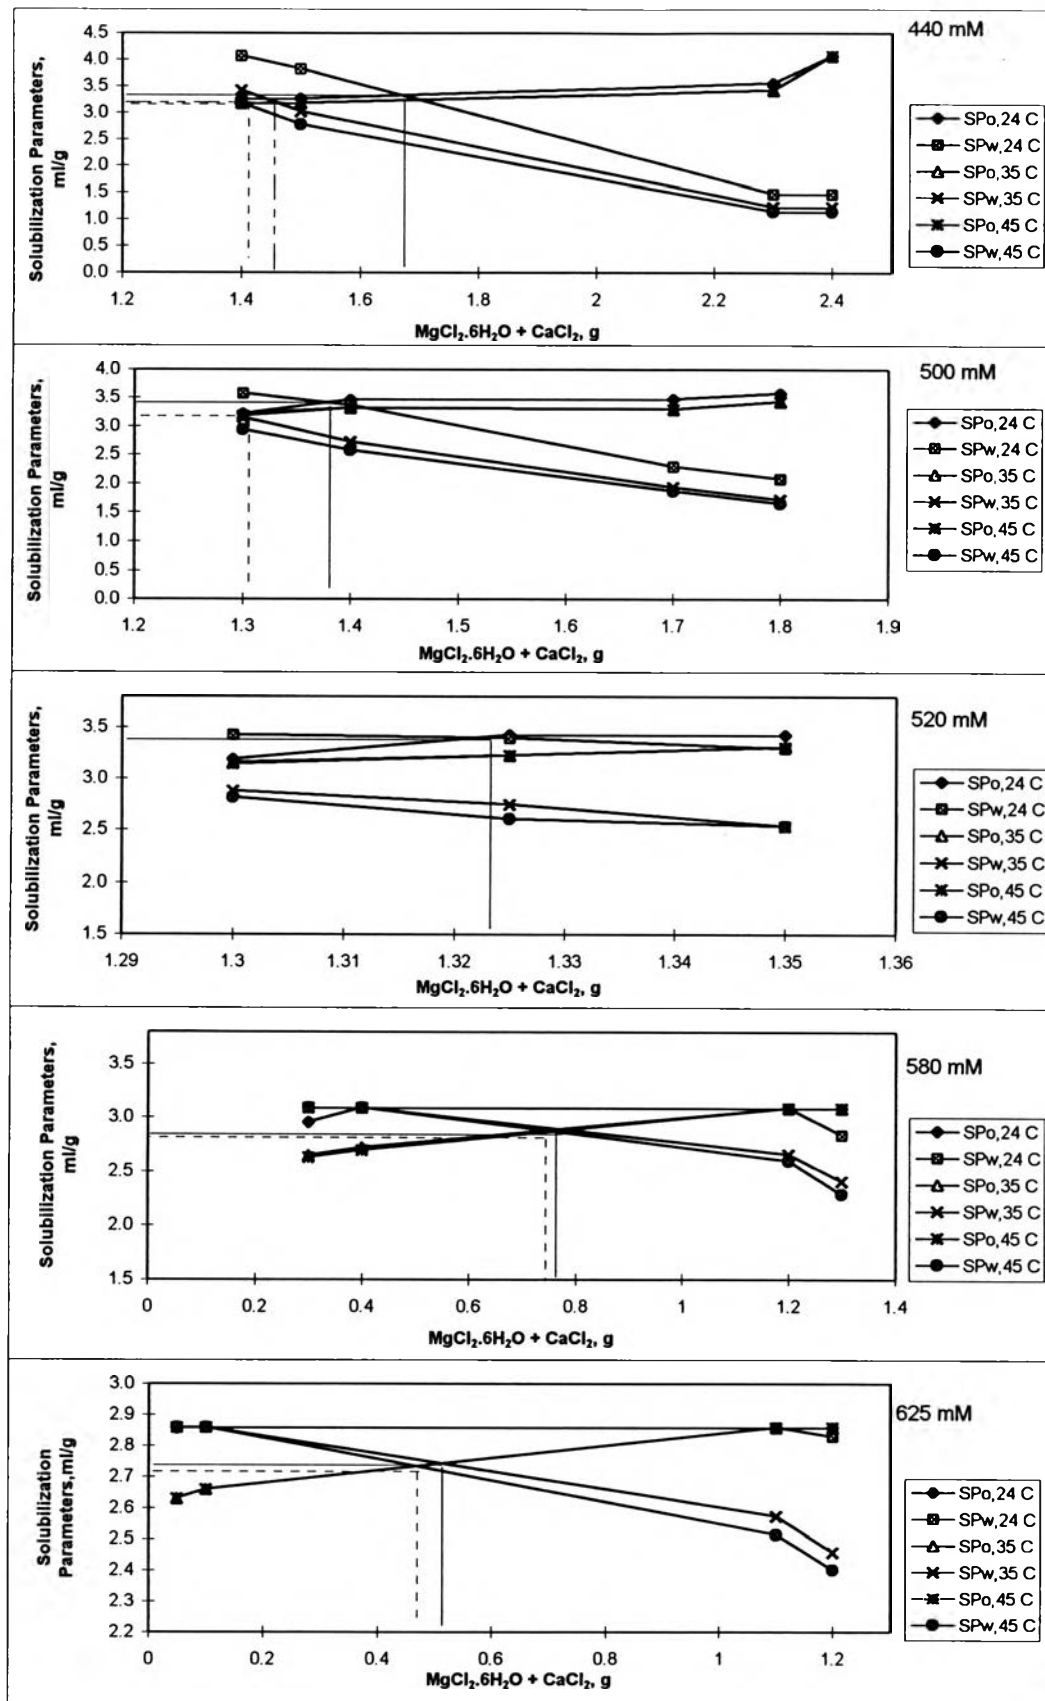 440 mM
Solubilization Parameters,
ml/g
4.5
4.0
3.5
3.0
2.5
2.0
1.5
1.0
0.5
0.0
1.2
1.4
1.6
1.8
2
2.2
2.4
MgCl₂.6H₂O + CaCl₂, g
SPo,24 C
SPw,24 C
SPo,35 C
SPw,35 C
SPo,45 C
SPw,45 C
500 mM
Solubilization Parameters,
ml/g
4.0
3.5
3.0
2.5
2.0
1.5
1.0
0.5
0.0
1.2
1.3
1.4
1.5
1.6
1.7
1.8
1.9
MgCl₂.6H₂O + CaCl₂, g
SPo,24 C
SPw,24 C
SPo,35 C
SPw,35 C
SPo,45 C
SPw,45 C
520 mM
Solubilization Parameters,
ml/g
3.5
3.0
2.5
2.0
1.5
1.29
1.3
1.31
1.32
1.33
1.34
1.35
1.36
MgCl₂.6H₂O + CaCl₂, g
SPo,24 C
SPw,24 C
SPo,35 C
SPw,35 C
SPo,45 C
SPw,45 C
580 mM
Solubilization Parameters,
ml/g
3.5
3.0
2.5
2.0
1.5
0
0.2
0.4
0.6
0.8
1
1.2
1.4
MgCl₂.6H₂O + CaCl₂, g
SPo,24 C
SPw,24 C
SPo,35 C
SPw,35 C
SPo,45 C
SPw,45 C
625 mM
Solubilization
Parameters,ml/g
3.0
2.9
2.8
2.7
2.6
2.5
2.4
2.3
2.2
0
0.2
0.4
0.6
0.8
1
1.2
MgCl₂.6H₂O + CaCl₂, g
SPo,24 C
SPw,24 C
SPo,35 C
SPw,35 C
SPo,45 C
SPw,45 C